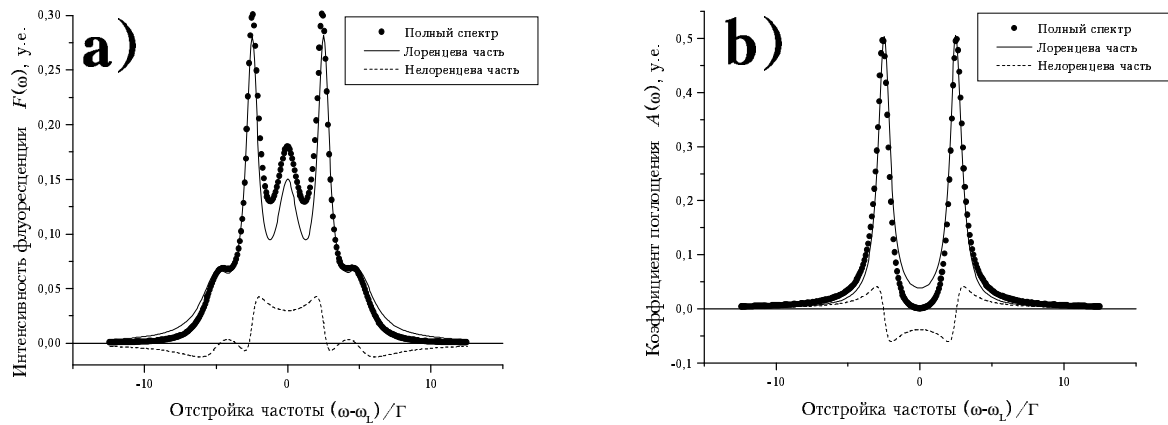 a)
Интенсивность флуоресценции F(ω), у.е.
0,30
0,25
0,20
0,15
0,10
0,05
0,00
Полный спектр
Лоренцева часть
Нелоренцева часть
-10
0
10
Отстройка частоты (ω-ωL)/Γ
b)
Коэффициент поглощения A(ω), у.е.
0,5
0,4
0,3
0,2
0,1
0,0
-0,1
Полный спектр
Лоренцева часть
Нелоренцева часть
-10
0
10
Отстройка частоты (ω-ωL)/Γ